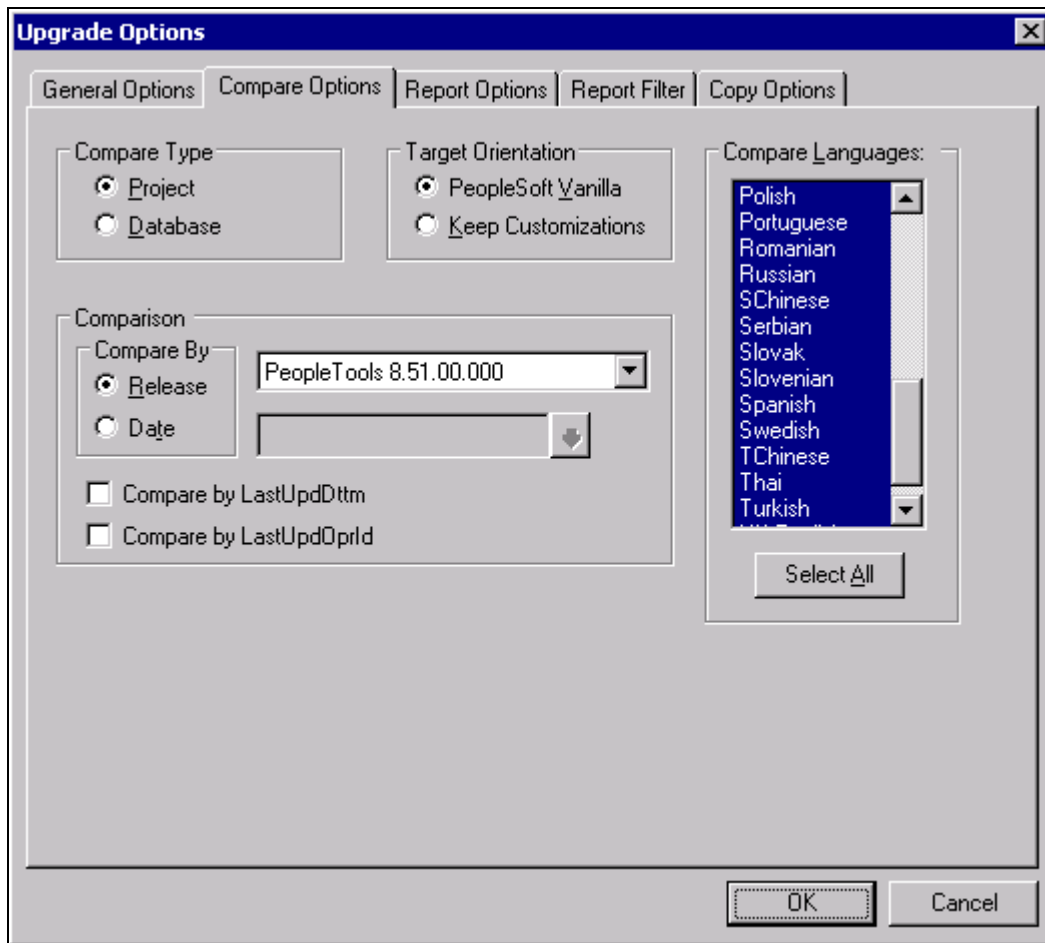 Upgrade Options
General Options
Compare Options
Report Options
Report Filter
Copy Options
Compare Type
Project
Database
Target Orientation
PeopleSoft Vanilla
Keep Customizations
Compare Languages:
Polish
Portuguese
Romanian
Russian
SChinese
Serbian
Slovak
Slovenian
Spanish
Swedish
TChinese
Thai
Turkish
Select All
Comparison
Compare By
Release
Date
PeopleTools 8.51.00.000
Compare by LastUpdDttm
Compare by LastUpdOprId
OK
Cancel